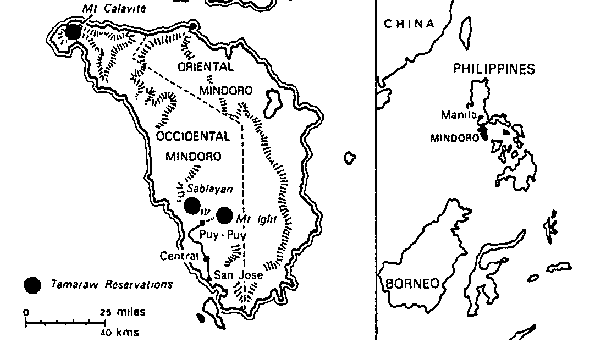 Mt Calavite
ORIENTAL
MINDORO
OCCIDENTAL
MINDORO
Sablayan
Mt Iglit
Puy-Puy
Central
San Jose
Tamaraw Reservations
0 25 miles
40 kms
CHINA
PHILIPPINES
Manila
MINDORO
BORNEO